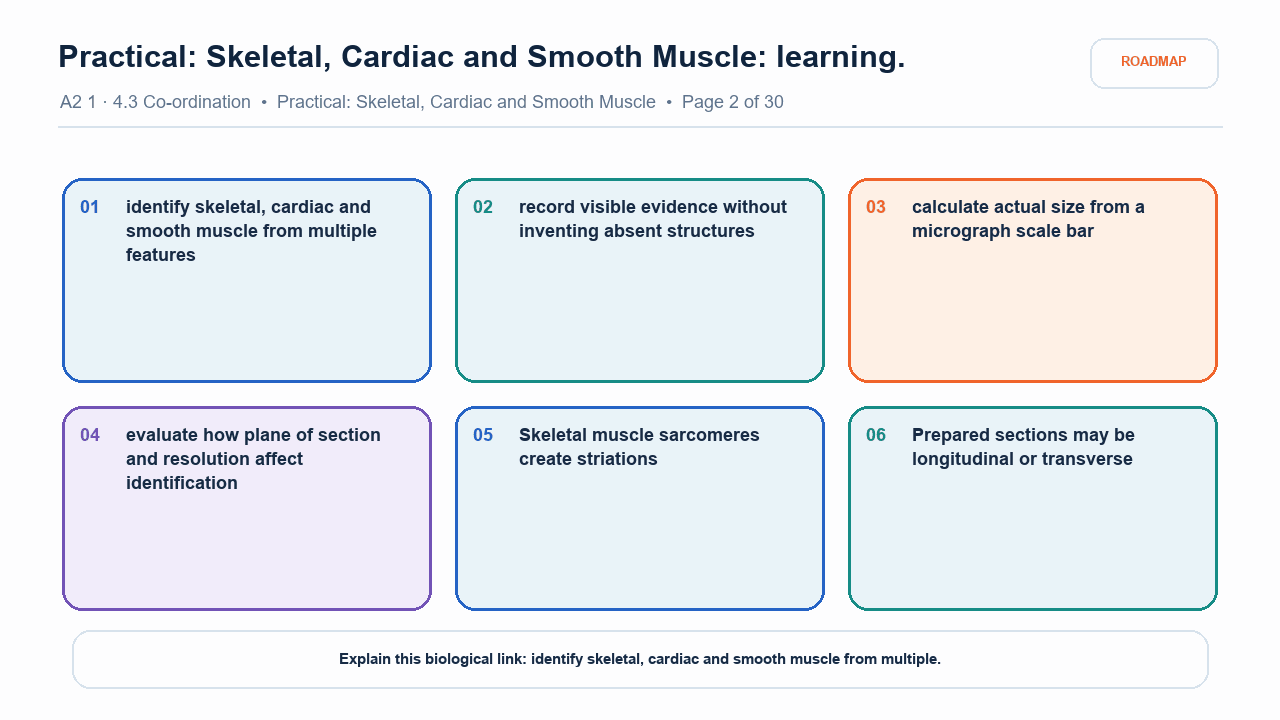 Practical: Skeletal, Cardiac and Smooth Muscle: learning.
ROADMAP
A2 1 · 4.3 Co-ordination • Practical: Skeletal, Cardiac and Smooth Muscle • Page 2 of 30
01 identify skeletal, cardiac and
smooth muscle from multiple
features
02 record visible evidence without
inventing absent structures
03 calculate actual size from a
micrograph scale bar
04 evaluate how plane of section
and resolution affect
identification
05 Skeletal muscle sarcomeres
create striations
06 Prepared sections may be
longitudinal or transverse
Explain this biological link: identify skeletal, cardiac and smooth muscle from multiple.